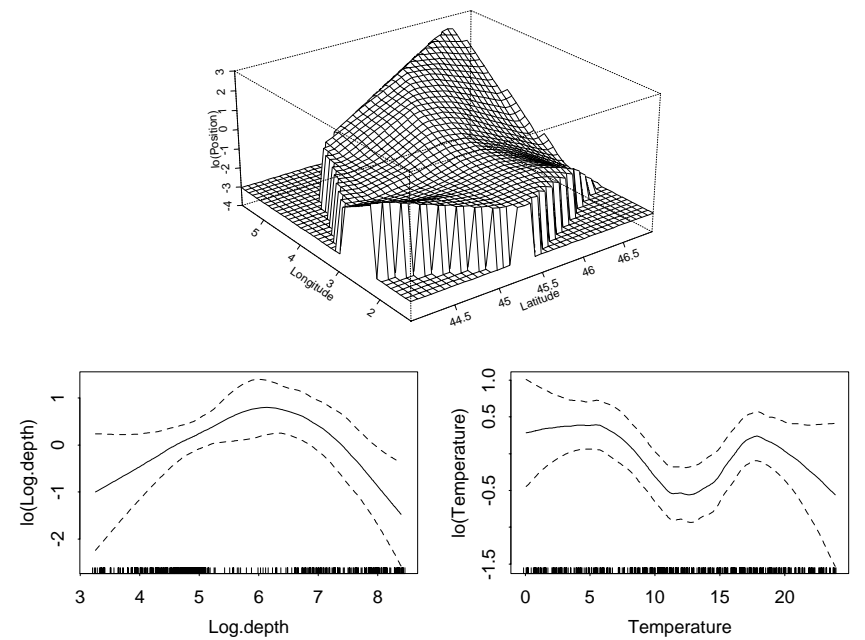 3
2
1
0
-1
-2
-3
-4
lo(Position)
5
4
3
2
Longitude
44.5
45
45.5
46
46.5
Latitude
1
0
-1
-2
lo(Log.depth)
3 4 5 6 7 8
Log.depth
1.0
0.5
-0.5
-1.5
lo(Temperature)
0 5 10 15 20
Temperature